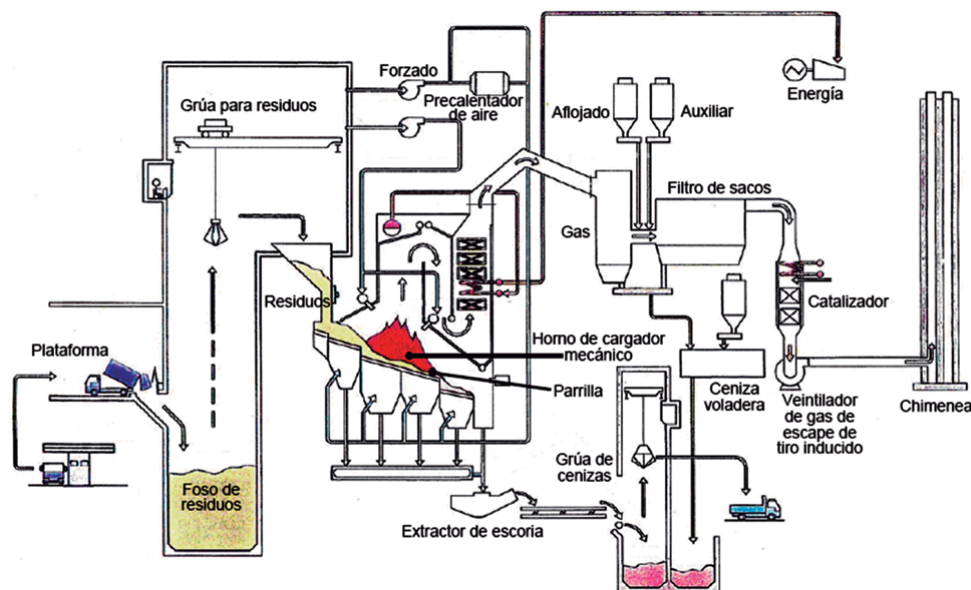 Forzado
Grúa para residuos
Precalentador
de aire
Energía
Aflojado
Auxiliar
Filtro de sacos
Gas
Residuos
Catalizador
Horno de cargador
mecánico
Plataforma
Parrilla
Ceniza
voladera
Veintilador
de gas de
escape de
tiro inducido
Chimenea
Grúa de
cenizas
Foso de
residuos
Extractor de escoria